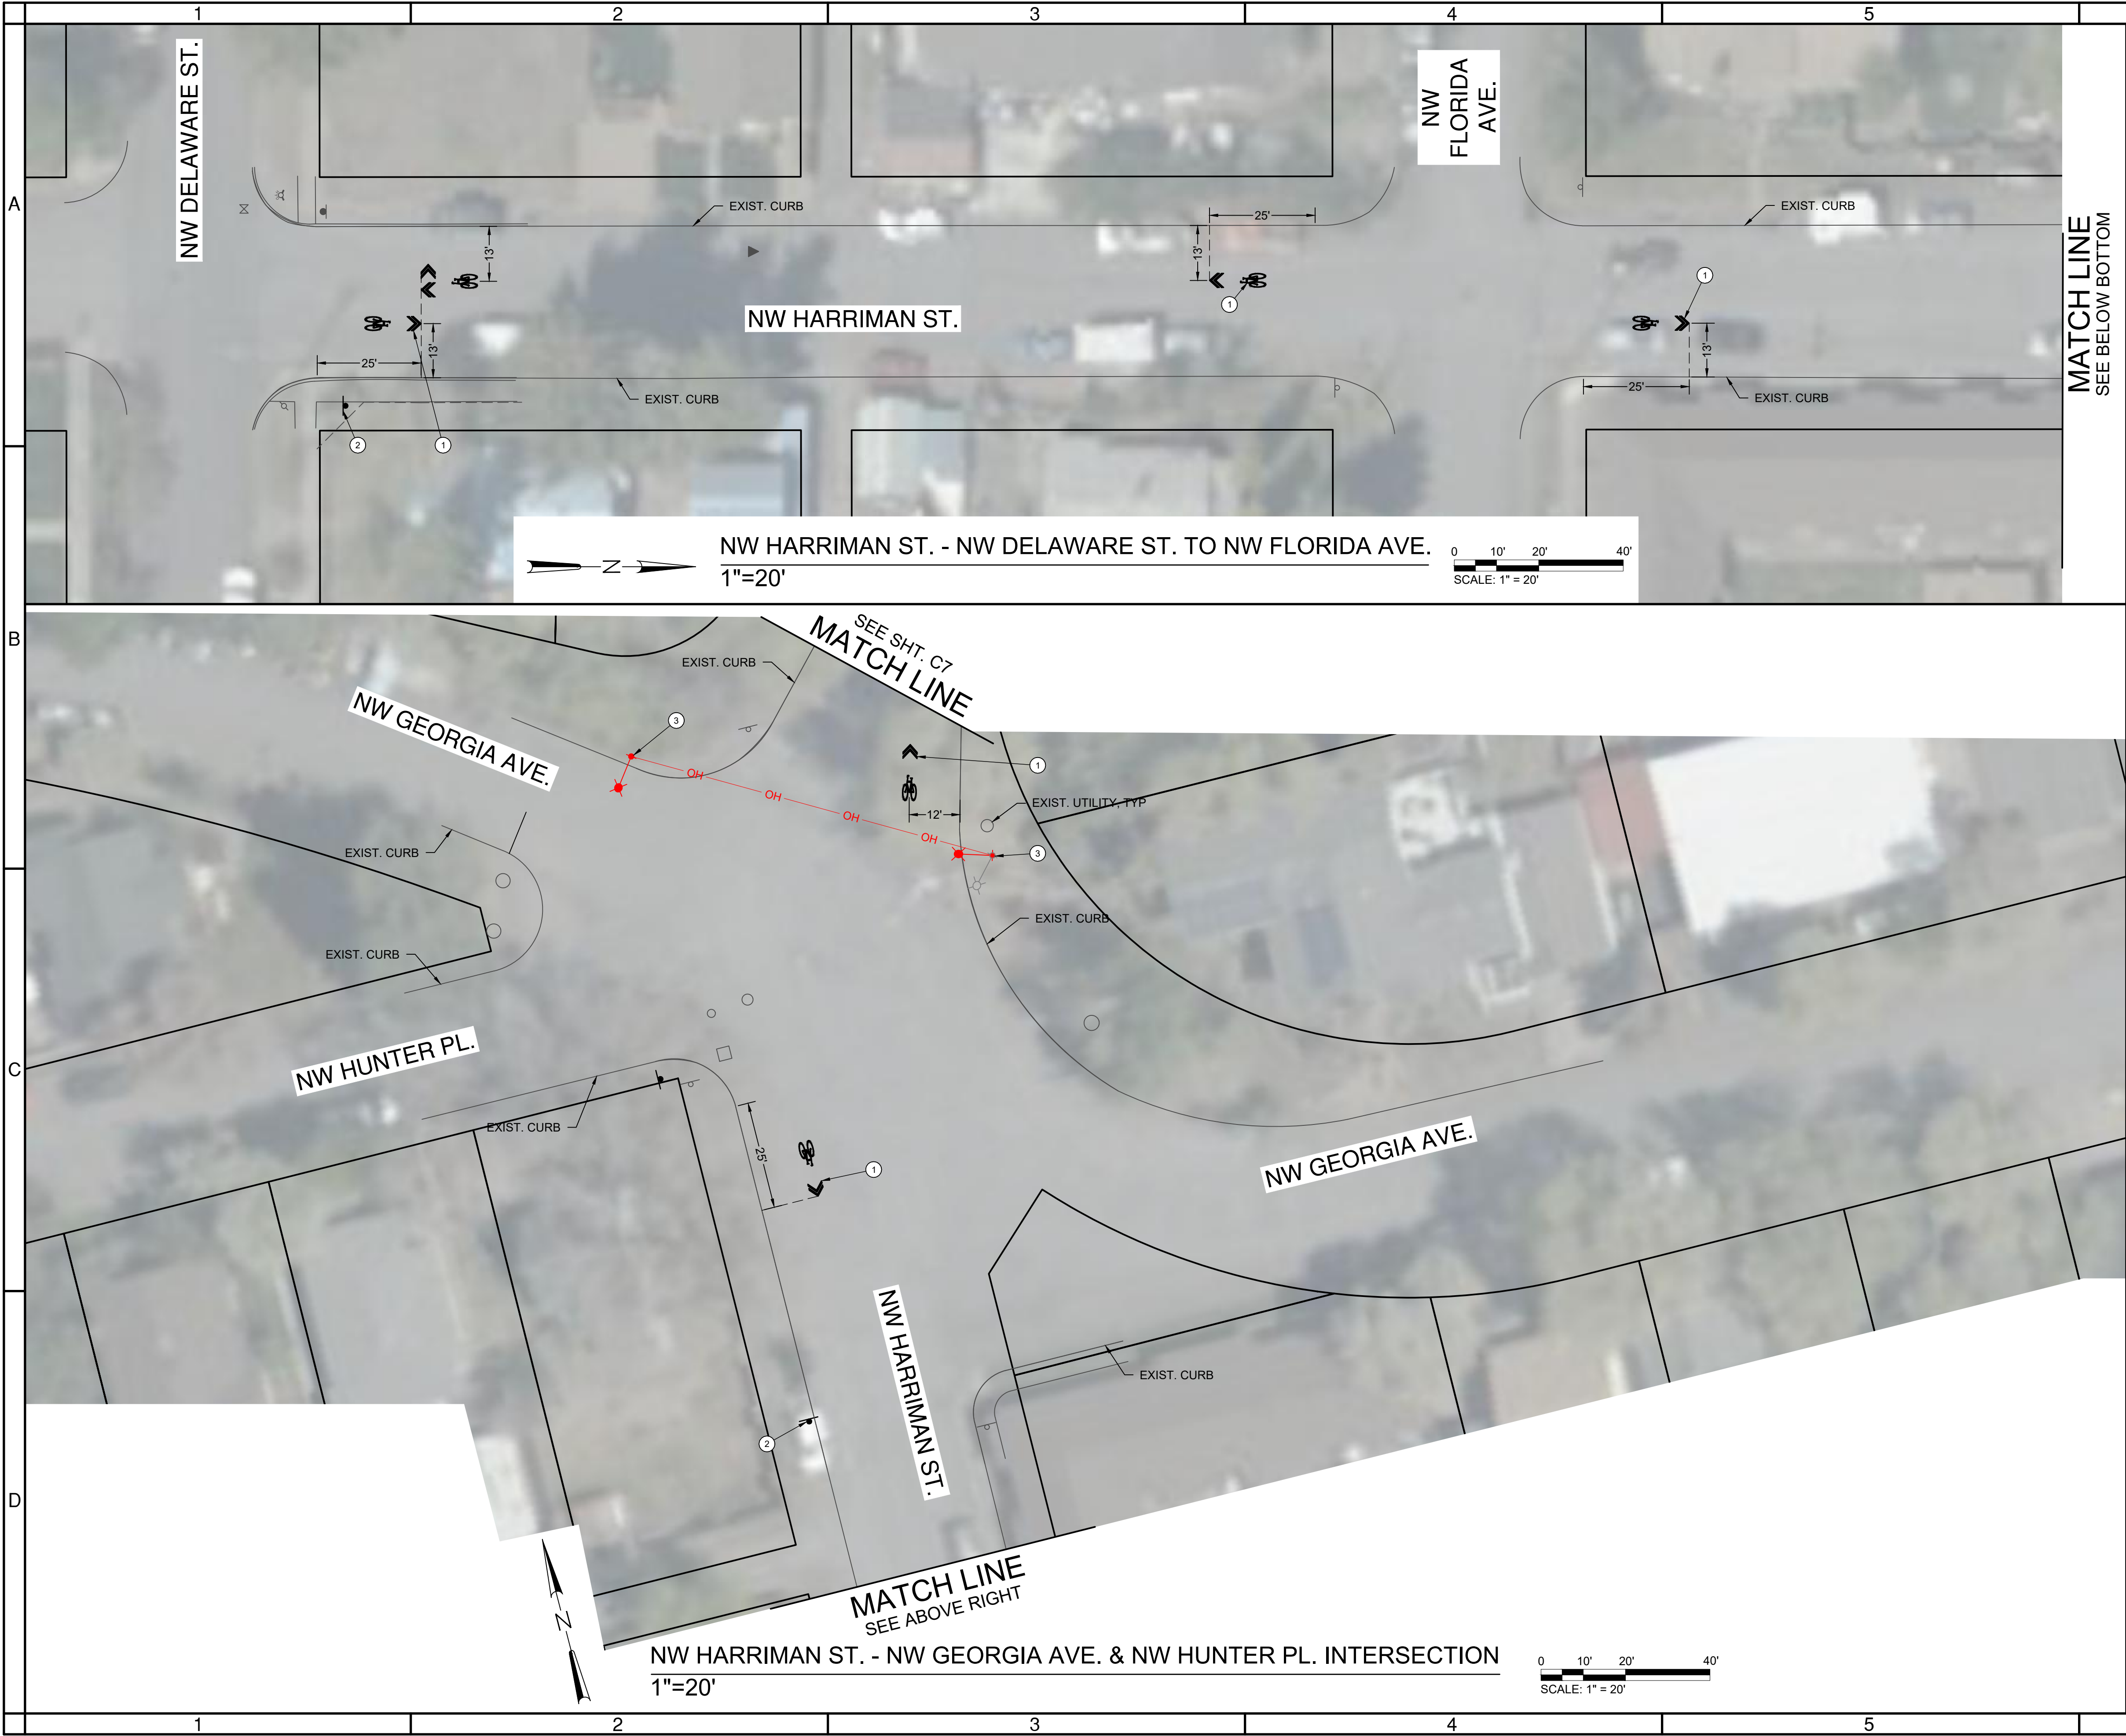 1 2 3 4 5
A
B
C
D
NW DELAWARE ST.
NW
FLORIDA
AVE.
EXIST. CURB
25'
EXIST. CURB
13'
13'
1
1
NW HARRIMAN ST.
25'
13'
13'
25'
EXIST. CURB
EXIST. CURB
2
1
MATCH LINE
SEE BELOW BOTTOM
N
NW HARRIMAN ST. - NW DELAWARE ST. TO NW FLORIDA AVE.
1"=20'
0 10' 20' 40'
SCALE: 1" = 20'
SEE SHT. C7
MATCH LINE
EXIST. CURB
NW GEORGIA AVE.
3
OH
OH
OH
OH
1
12'
EXIST. UTILITY, TYP
3
EXIST. CURB
EXIST. CURB
EXIST. CURB
NW HUNTER PL.
EXIST. CURB
25'
1
NW GEORGIA AVE.
NW HARRIMAN ST.
EXIST. CURB
2
MATCH LINE
SEE ABOVE RIGHT
N
NW HARRIMAN ST. - NW GEORGIA AVE. & NW HUNTER PL. INTERSECTION
1"=20'
0 10' 20' 40'
SCALE: 1" = 20'
1 2 3 4 5